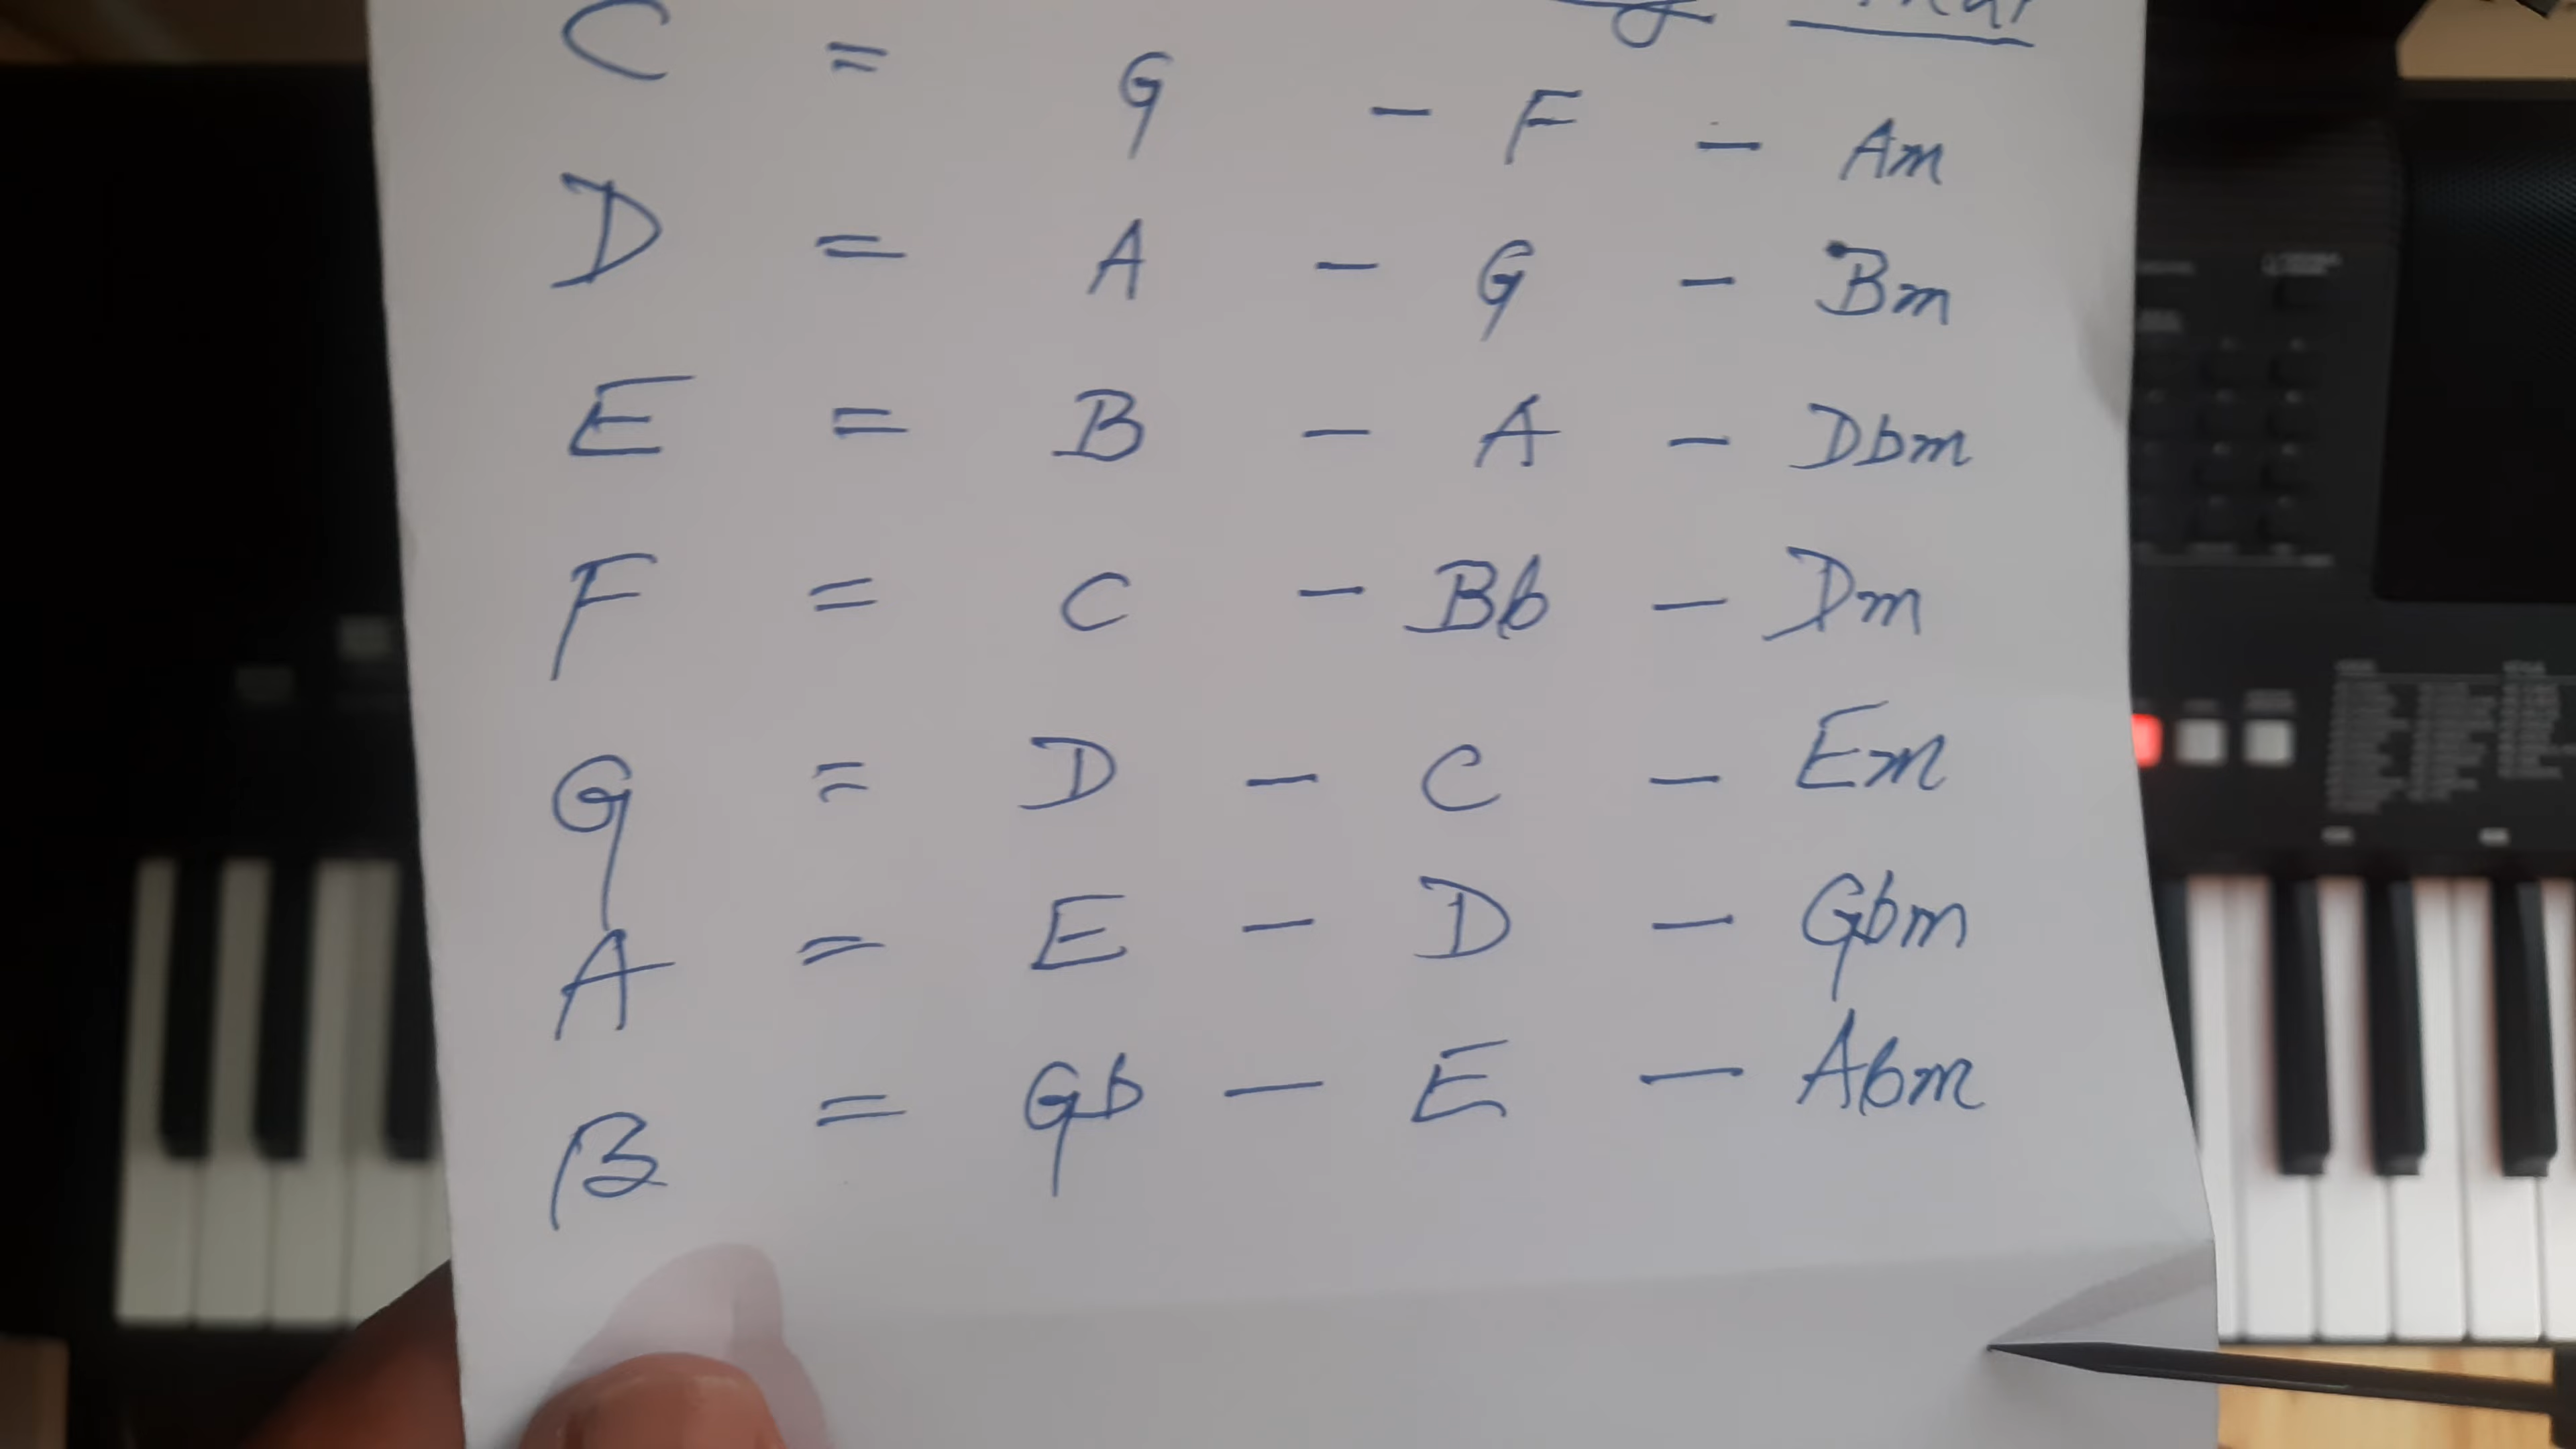 C = G - F - Am
D = A - G - Bm
E = B - A - Dbm
F = C - Bb - Dm
G = D - C - Em
A = E - D - Gbm
B = Gb - E - Abm